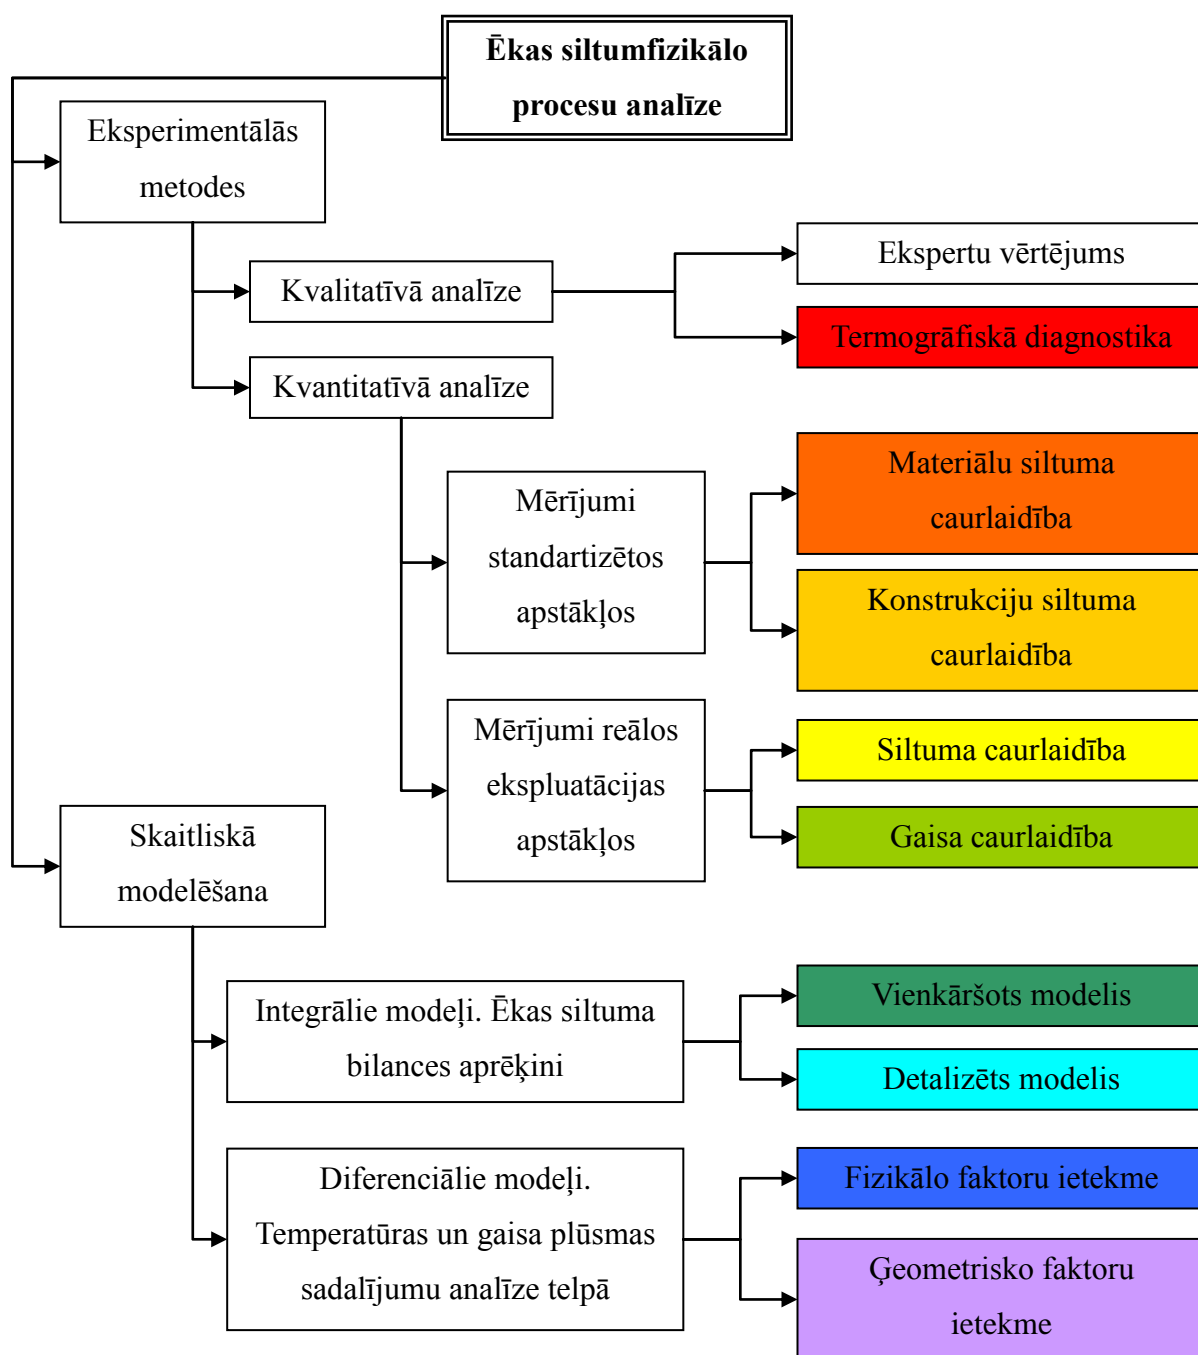 Ēkas siltumfizikālo
procesu analīze
Eksperimentālās
metodes
Kvalitatīvā analīze
Ekspertu vērtējums
Termogrāfiskā diagnostika
Kvantitatīvā analīze
Mērījumi
standartizētos
apstākļos
Materiālu siltuma
caurlaidība
Konstrukciju siltuma
caurlaidība
Mērījumi reālos
ekspluatācijas
apstākļos
Siltuma caurlaidība
Gaisa caurlaidība
Skaitliskā
modelēšana
Integrālie modeļi. Ēkas siltuma
bilances aprēķini
Vienkāršots modelis
Detalizēts modelis
Diferenciālie modeļi.
Temperatūras un gaisa plūsmas
sadalījumu analīze telpā
Fizikālo faktoru ietekme
Ģeometrisko faktoru
ietekme